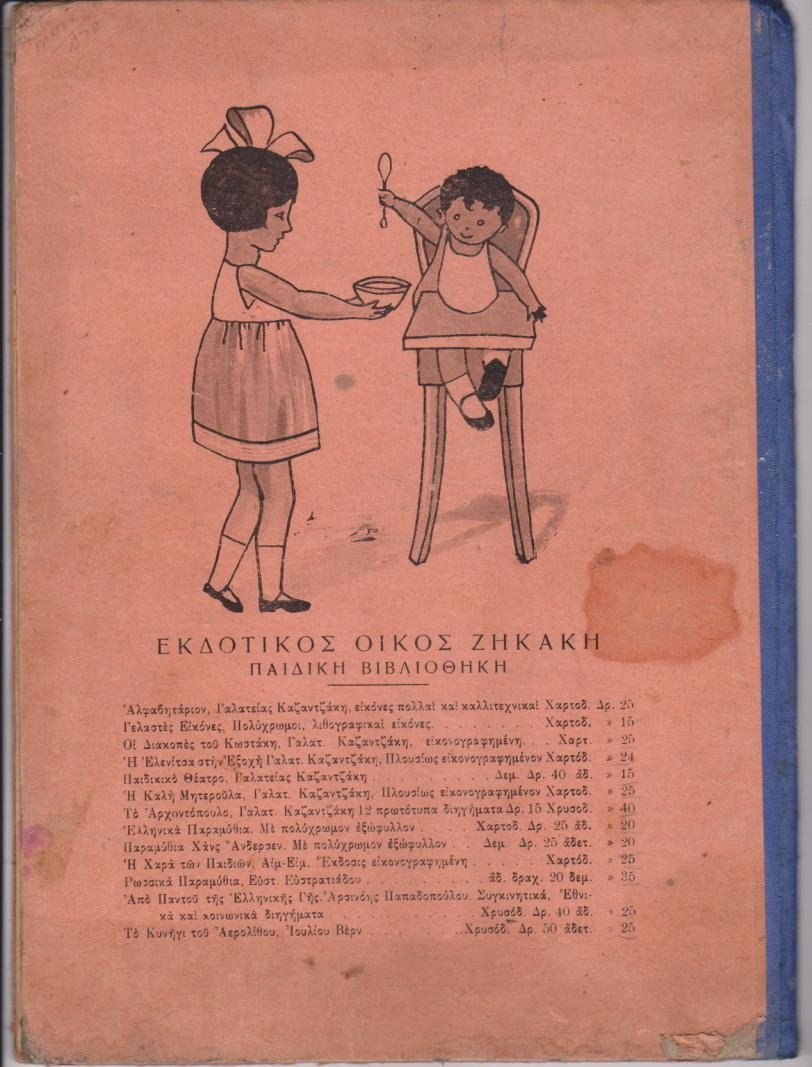 ΕΚΔΟΤΙΚΟΣ ΟΙΚΟΣ ΖΗΚΑΚΗ
ΠΑΙΔΙΚΗ ΒΙΒΛΙΟΘΗΚΗ
Ἀλφαβητάριον, Γαλατείας Καζαντζάκη, εἰκόνες πολλαὶ καὶ καλλιτεχνικαὶ Χαρτοδ. Δρ. 25
Γελαστὲς Εἰκόνες, Πολύχρωμοι, λιθογραφικαὶ εἰκόνες. . . . . . . . . Χαρτοδ. » 15
Οἱ Διακοπὲς τοῦ Κωστάκη, Γαλατ. Καζαντζάκη, εἰκονογραφημένη. . . Χαρτ. » 25
Ἡ Ἑλενίτσα στὴν Ἐξοχὴ Γαλατ. Καζαντζάκη, Πλουσίως εἰκονογραφημένον Χαρτόδ. » 24
Παιδικικὸ Θέατρο, Γαλατείας Καζαντζάκη . . . . . . . . . Δεμ. Δρ. 40 ἀδ. » 15
Ἡ Καλὴ Μητεροῦλα, Γαλατ. Καζαντζάκη, Πλουσίως εἰκονογραφημένον Χαρτοδ. » 25
Τὸ Ἀρχοντόπουλο, Γαλατ. Καζαντζάκη 12 πρωτότυπα διηγήματα Δρ. 15 Χρυσοδ. » 40
Ἑλληνικὰ Παραμύθια. Μὲ πολύχρωμον ἐξώφυλλον . . . . Χαρτοδ. Δρ. 25 ἄδ. » 20
Παραμύθια Χὰνς Ἄνδερσεν. Μὲ πολύχρωμον ἐξώφυλλον . . Δεμ. Δρ. 25 ἄδετ. » 20
Ἡ Χαρὰ τῶν Παιδιῶν, Αἰμ-Εἰμ. Ἔκδοσις εἰκονογραφημένη . . . . . Χαρτόδ. » 25
Ρωσσικὰ Παραμύθια, Εὐστ. Εὐστρατιάδου . . . . . . . . ἀδ. δραχ. 20 δεμ. » 35
Ἀπὸ Παντοῦ τῆς Ἑλληνικῆς Γῆς. Ἀρσινόης Παπαδοπούλου. Συγκινητικά, Ἐθνι-
κὰ καὶ κοινωνικὰ διηγήματα . . . . . . . . . . Χρυσόδ. Δρ. 40 ἀδ. » 25
Τὸ Κυνῆγι τοῦ Ἀερολίθου, Ἰουλίου Βὲρν . . . . . . . Χρυσόδ. Δρ. 50 ἄδετ. » 25